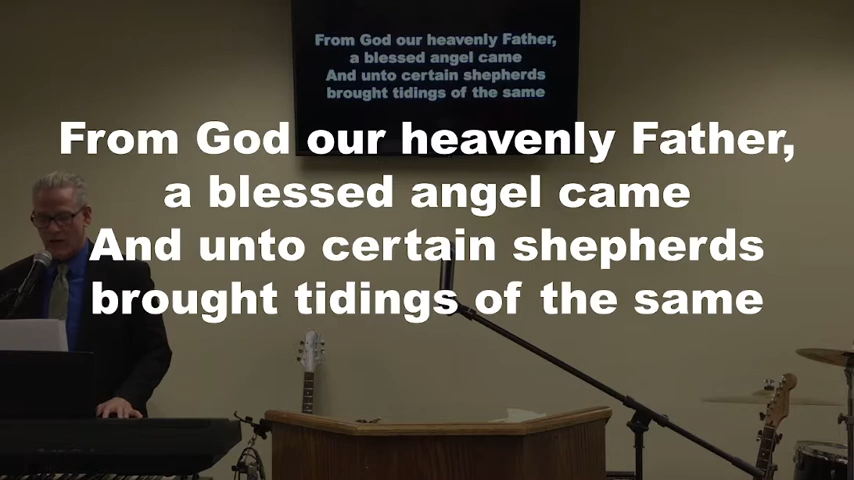 From God our heavenly Father,
a blessed angel came
And unto certain shepherds
brought tidings of the same
From God our heavenly Father,
a blessed angel came
And unto certain shepherds
brought tidings of the same